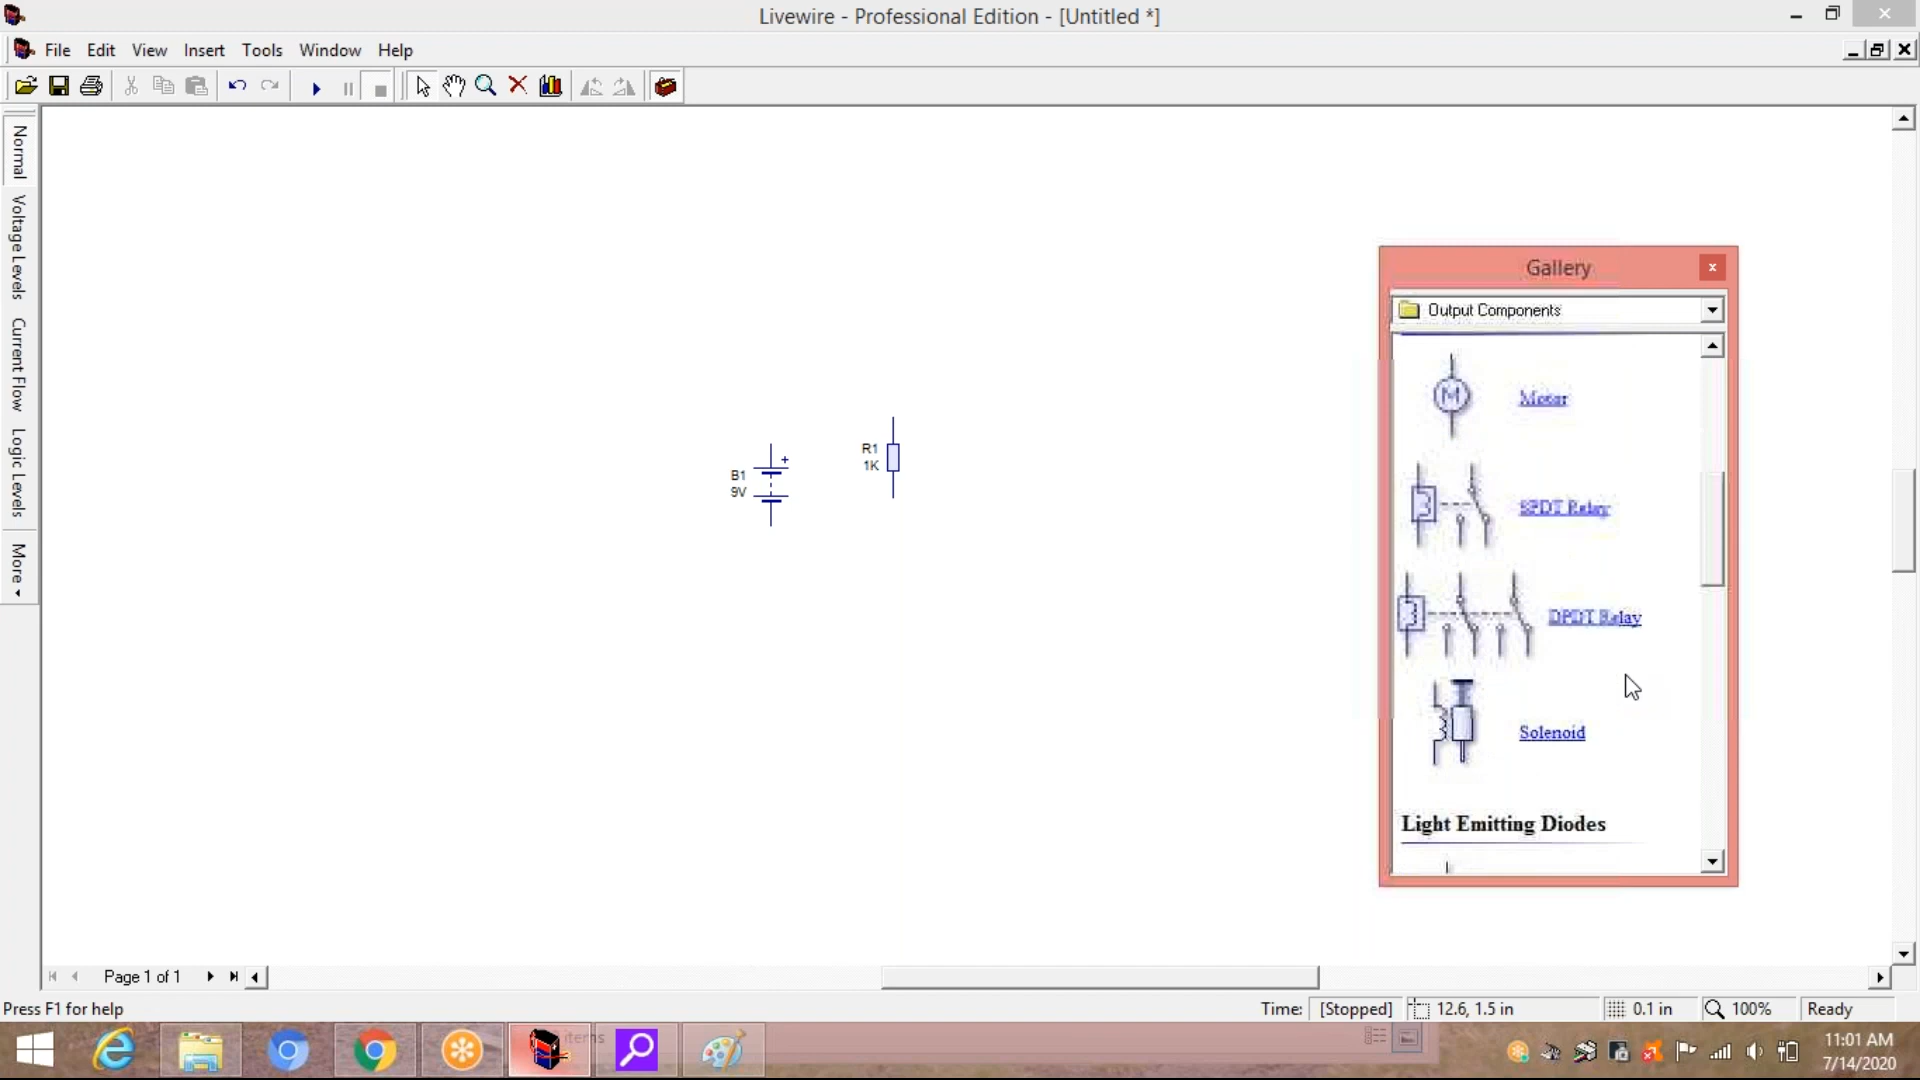 Livewire - Professional Edition - [Untitled *]
File Edit View Insert Tools Window Help
Normal
Voltage Levels
Current Flow
Logic Levels
More
B1
9V
+
R1
1K
Gallery
Output Components
Motor
M
SPDT Relay
DPDT Relay
Solenoid
Light Emitting Diodes
Page 1 of 1
Press F1 for help
Time: [Stopped] 12.6, 1.5 in 0.1 in 100% Ready
items
11:01 AM
7/14/2020